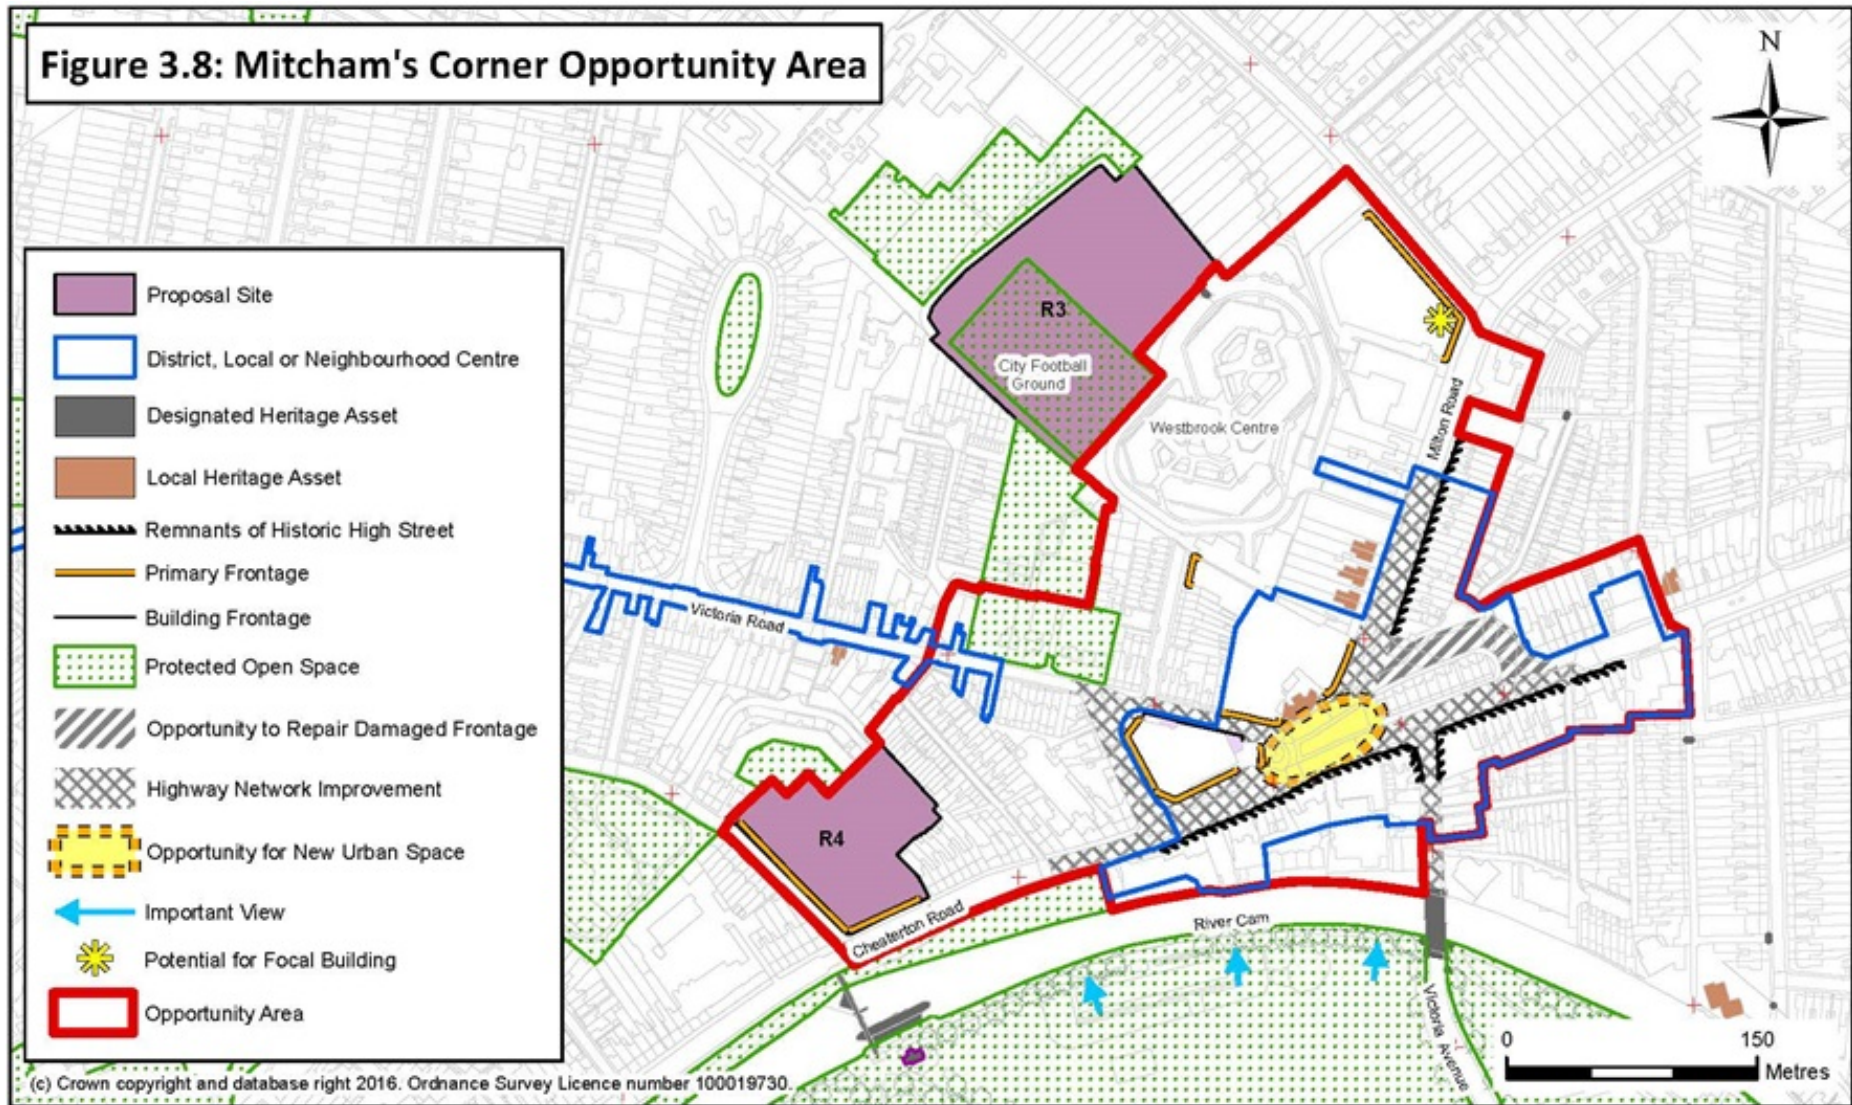 Figure 3.8: Mitcham's Corner Opportunity Area
N
Proposal Site
District, Local or Neighbourhood Centre
Designated Heritage Asset
Local Heritage Asset
Remnants of Historic High Street
Primary Frontage
Building Frontage
Protected Open Space
Opportunity to Repair Damaged Frontage
Highway Network Improvement
Opportunity for New Urban Space
Important View
Potential for Focal Building
Opportunity Area
R3
City Football
Ground
Westbrook Centre
Milton Road
Victoria Road
R4
Chesterton Road
River Cam
Victoria Avenue
0
150
Metres
(c) Crown copyright and database right 2016. Ordnance Survey Licence number 100019730.